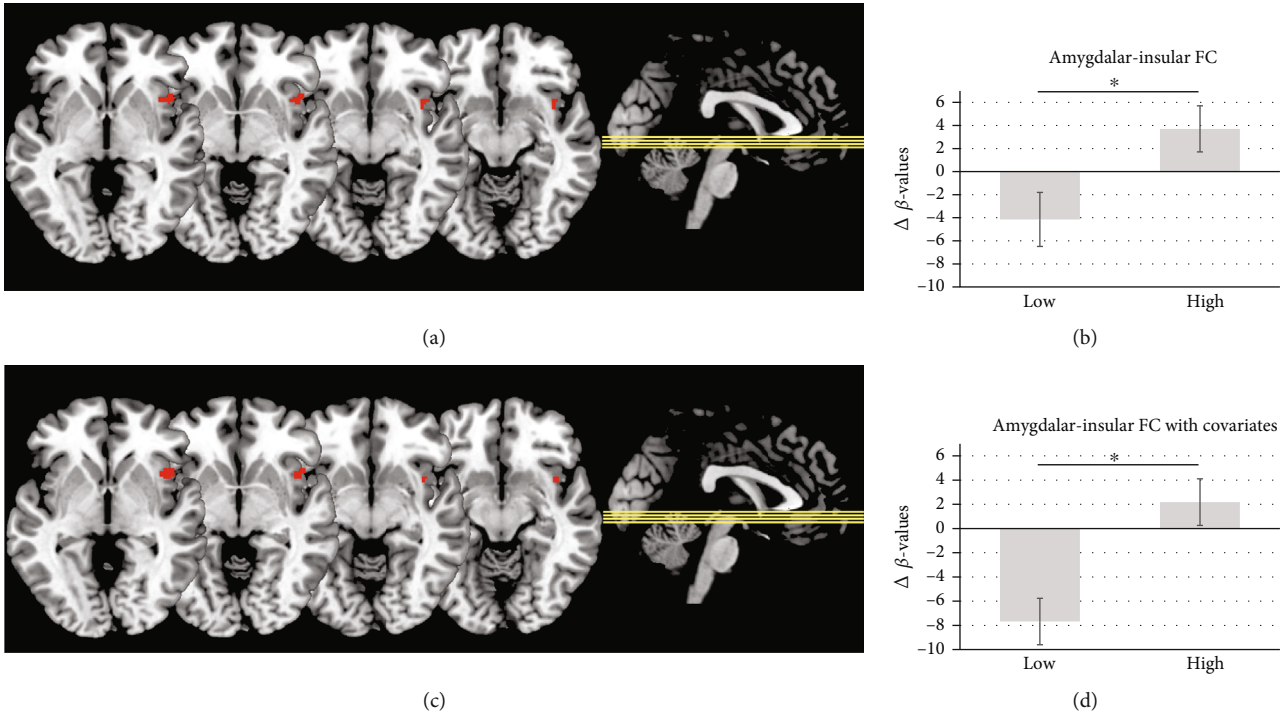 (a)
Amygdalar-insular FC
*
6
4
2
0
−2
−4
−6
−8
−10
Δ β-values
Low High
(b)
(c)
Amygdalar-insular FC with covariates
*
6
4
2
0
−2
−4
−6
−8
−10
Δ β-values
Low High
(d)